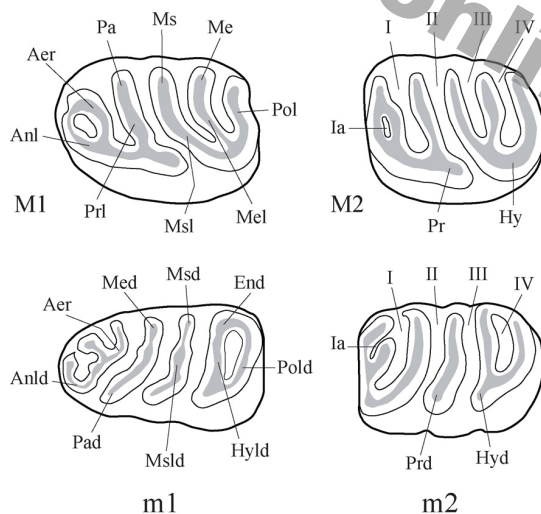 Ms
Me
Pa
Aer
Pol
Anl
M1
Prl
Msl
Mel
I
II
III
IV
Ia
M2
Pr
Hy
Msd
Med
End
Aer
Anld
Pold
Pad
Msld
Hyld
m1
I
II
III
IV
Ia
Prd
Hyd
m2